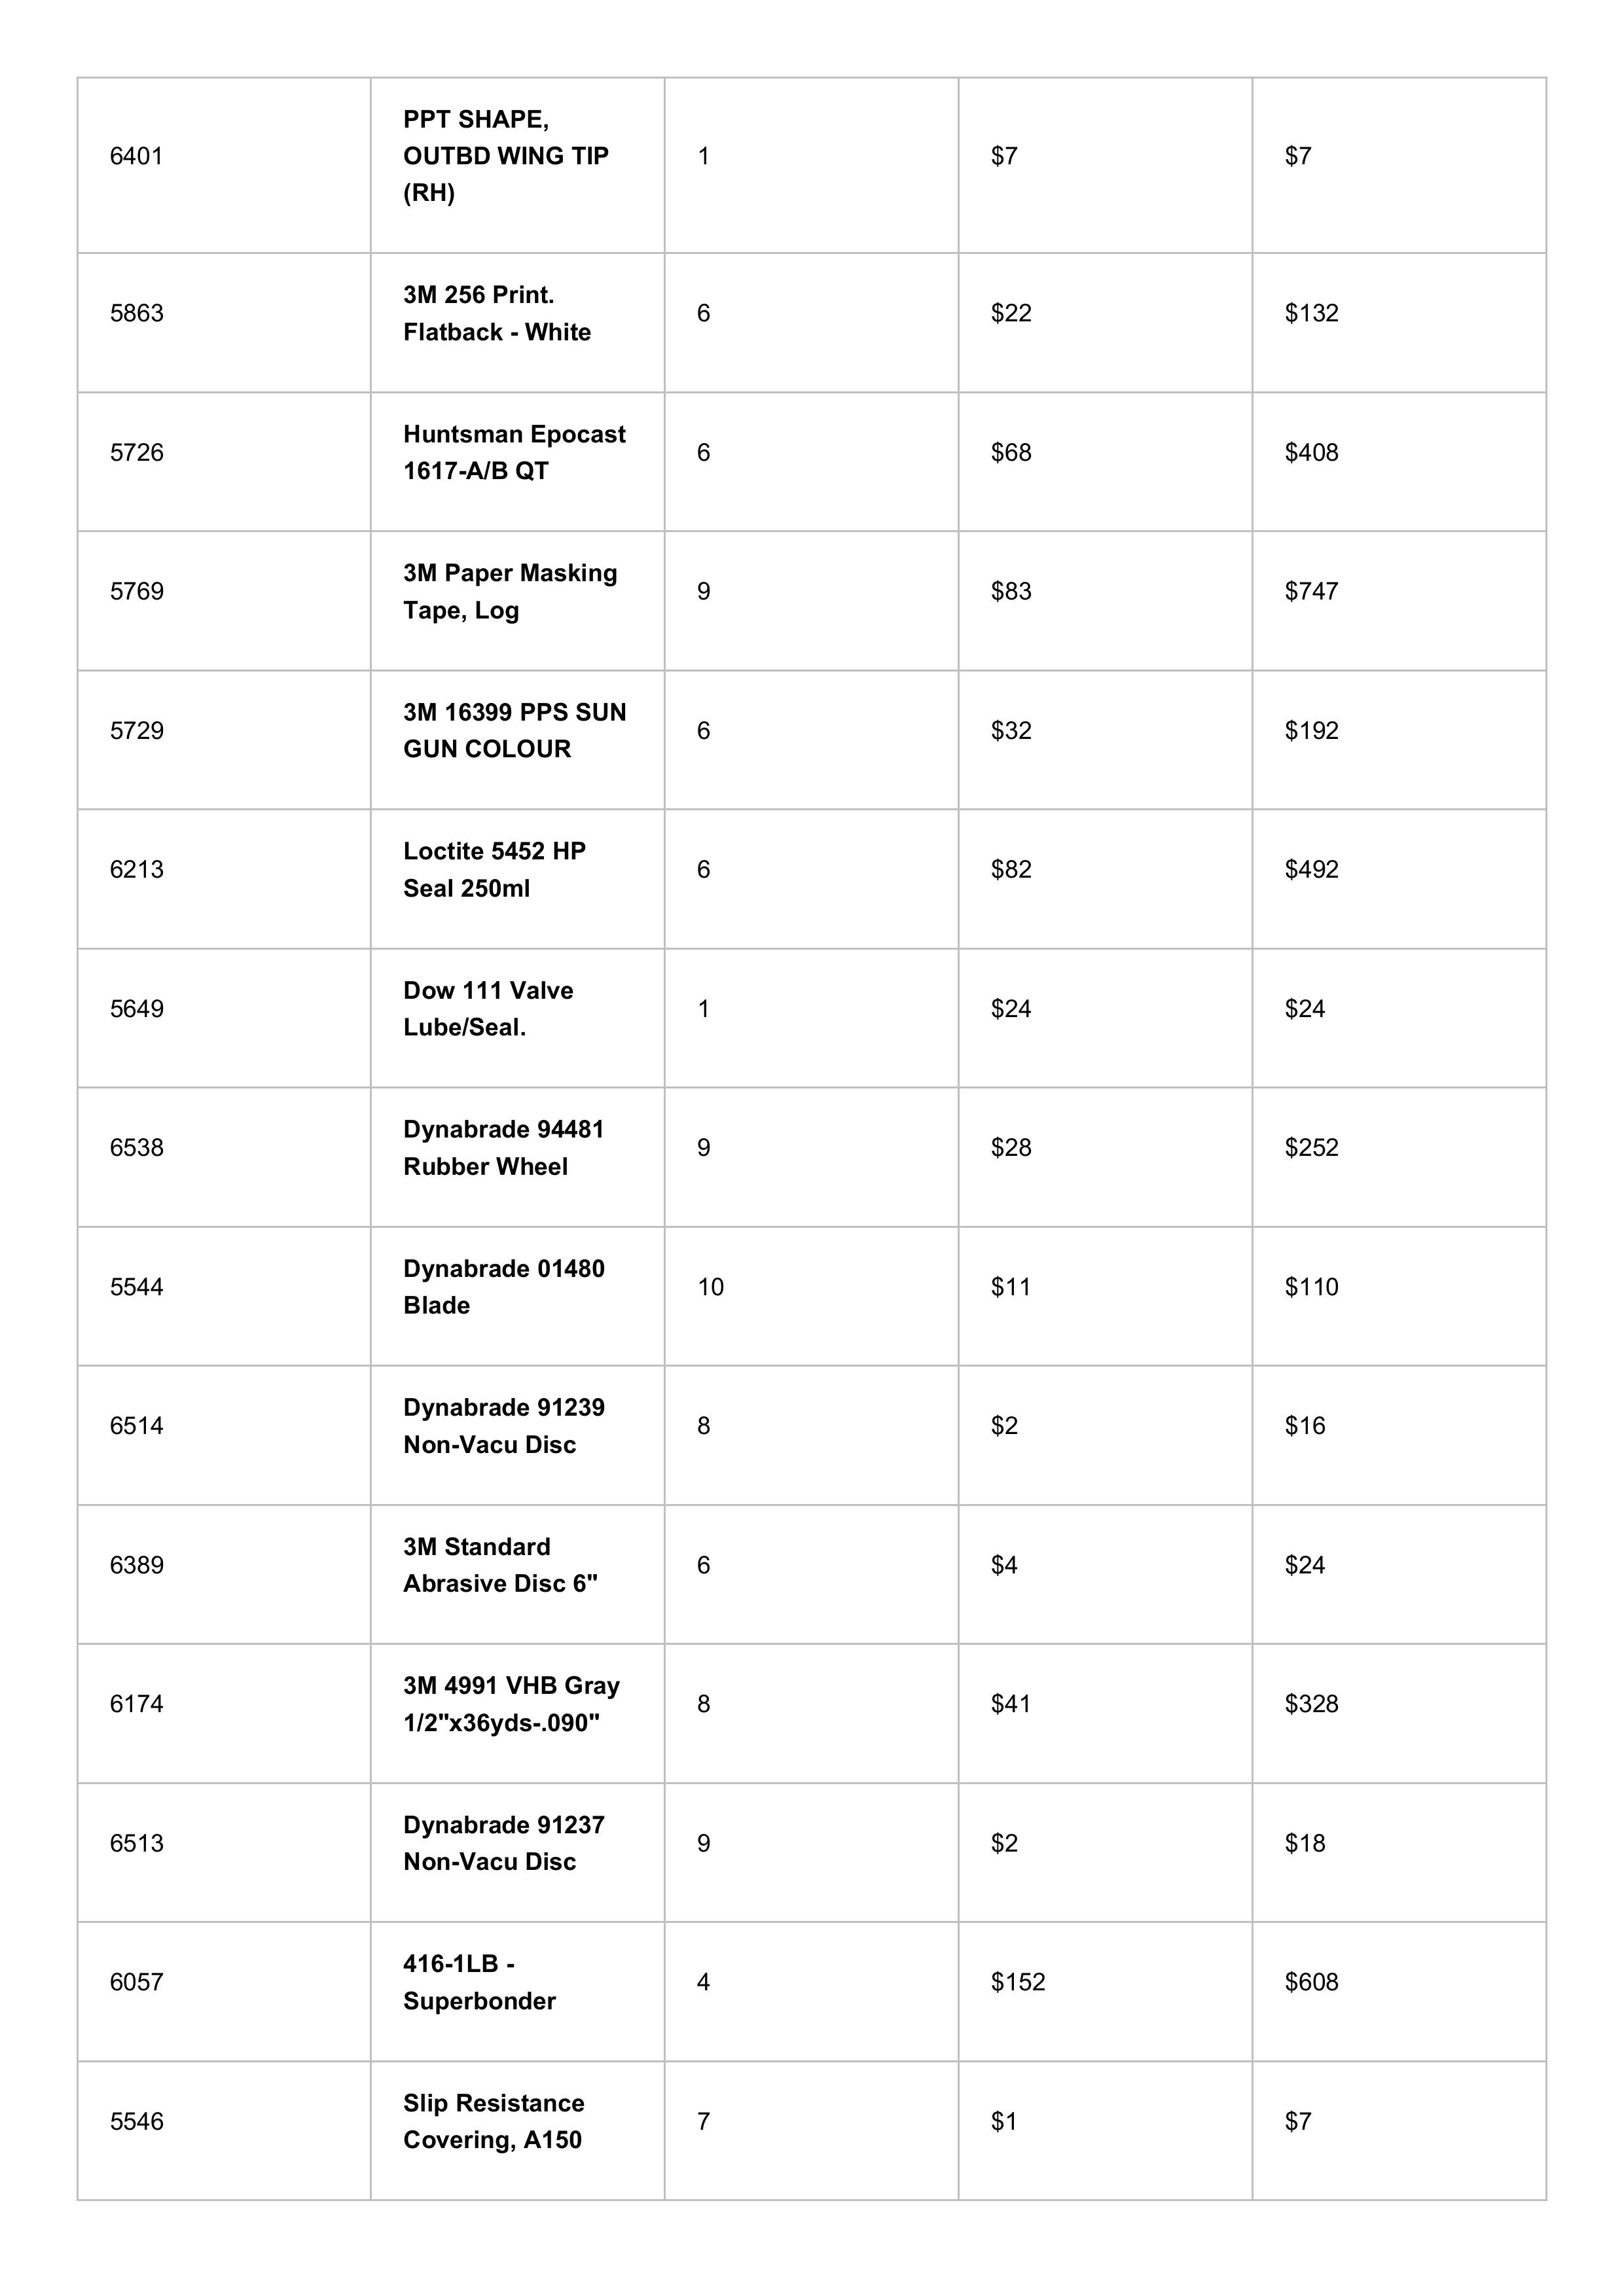 6401
PPT SHAPE,
OUTBD WING TIP
(RH)
1
$7
$7
5863
3M 256 Print.
Flatback - White
6
$22
$132
5726
Huntsman Epocast
1617-A/B QT
6
$68
$408
5769
3M Paper Masking
Tape, Log
9
$83
$747
5729
3M 16399 PPS SUN
GUN COLOUR
6
$32
$192
6213
Loctite 5452 HP
Seal 250ml
6
$82
$492
5649
Dow 111 Valve
Lube/Seal.
1
$24
$24
6538
Dynabrade 94481
Rubber Wheel
9
$28
$252
5544
Dynabrade 01480
Blade
10
$11
$110
6514
Dynabrade 91239
Non-Vacu Disc
8
$2
$16
6389
3M Standard
Abrasive Disc 6"
6
$4
$24
6174
3M 4991 VHB Gray
1/2"x36yds-.090"
8
$41
$328
6513
Dynabrade 91237
Non-Vacu Disc
9
$2
$18
6057
416-1LB -
Superbonder
4
$152
$608
5546
Slip Resistance
Covering, A150
7
$1
$7